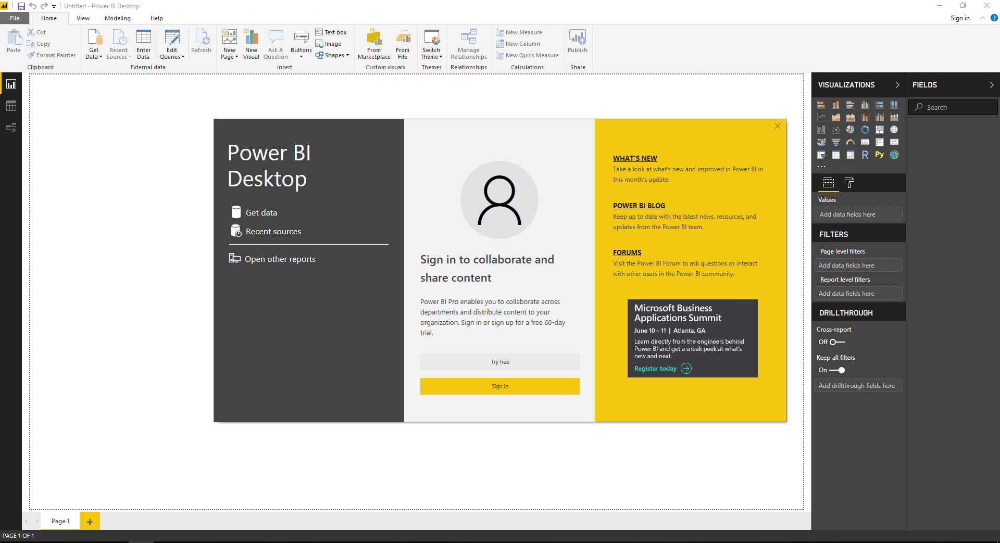 Untitled - Power BI Desktop
File Home View Modeling Help
Sign in
?
Paste
Cut
Copy
Format Painter
Clipboard
Get Data
Recent Sources
Enter Data
External data
Edit Queries
Refresh
New Page
New Visual
Ask A Question
Buttons
Text box
Image
Shapes
Insert
From Marketplace
From File
Custom visuals
Switch Theme
Themes
Manage Relationships
Relationships
New Measure
New Column
New Quick Measure
Calculations
Publish
Share
Power BI
Desktop
Get data
Recent sources
Open other reports
Sign in to collaborate and
share content
Power BI Pro enables you to collaborate across
departments and distribute content to your
organization. Sign in or sign up for a free 60-day
trial.
Try free
Sign in
WHAT'S NEW
Take a look at what's new and improved in Power BI in
this month's update.
POWER BI BLOG
Keep up to date with the latest news, resources, and
updates from the Power BI team.
FORUMS
Visit the Power BI Forum to ask questions or interact
with other users in the Power BI community.
Microsoft Business
Applications Summit
June 10 – 11 | Atlanta, GA
Learn directly from the engineers behind
Power BI and get a sneak peek at what's
new and next.
Register today
VISUALIZATIONS
R Py
...
Values
Add data fields here
FILTERS
Page level filters
Add data fields here
Report level filters
Add data fields here
DRILLTHROUGH
Cross-report
Off
Keep all filters
On
Add drillthrough fields here
FIELDS
Search
Page 1
+
PAGE 1 OF 1